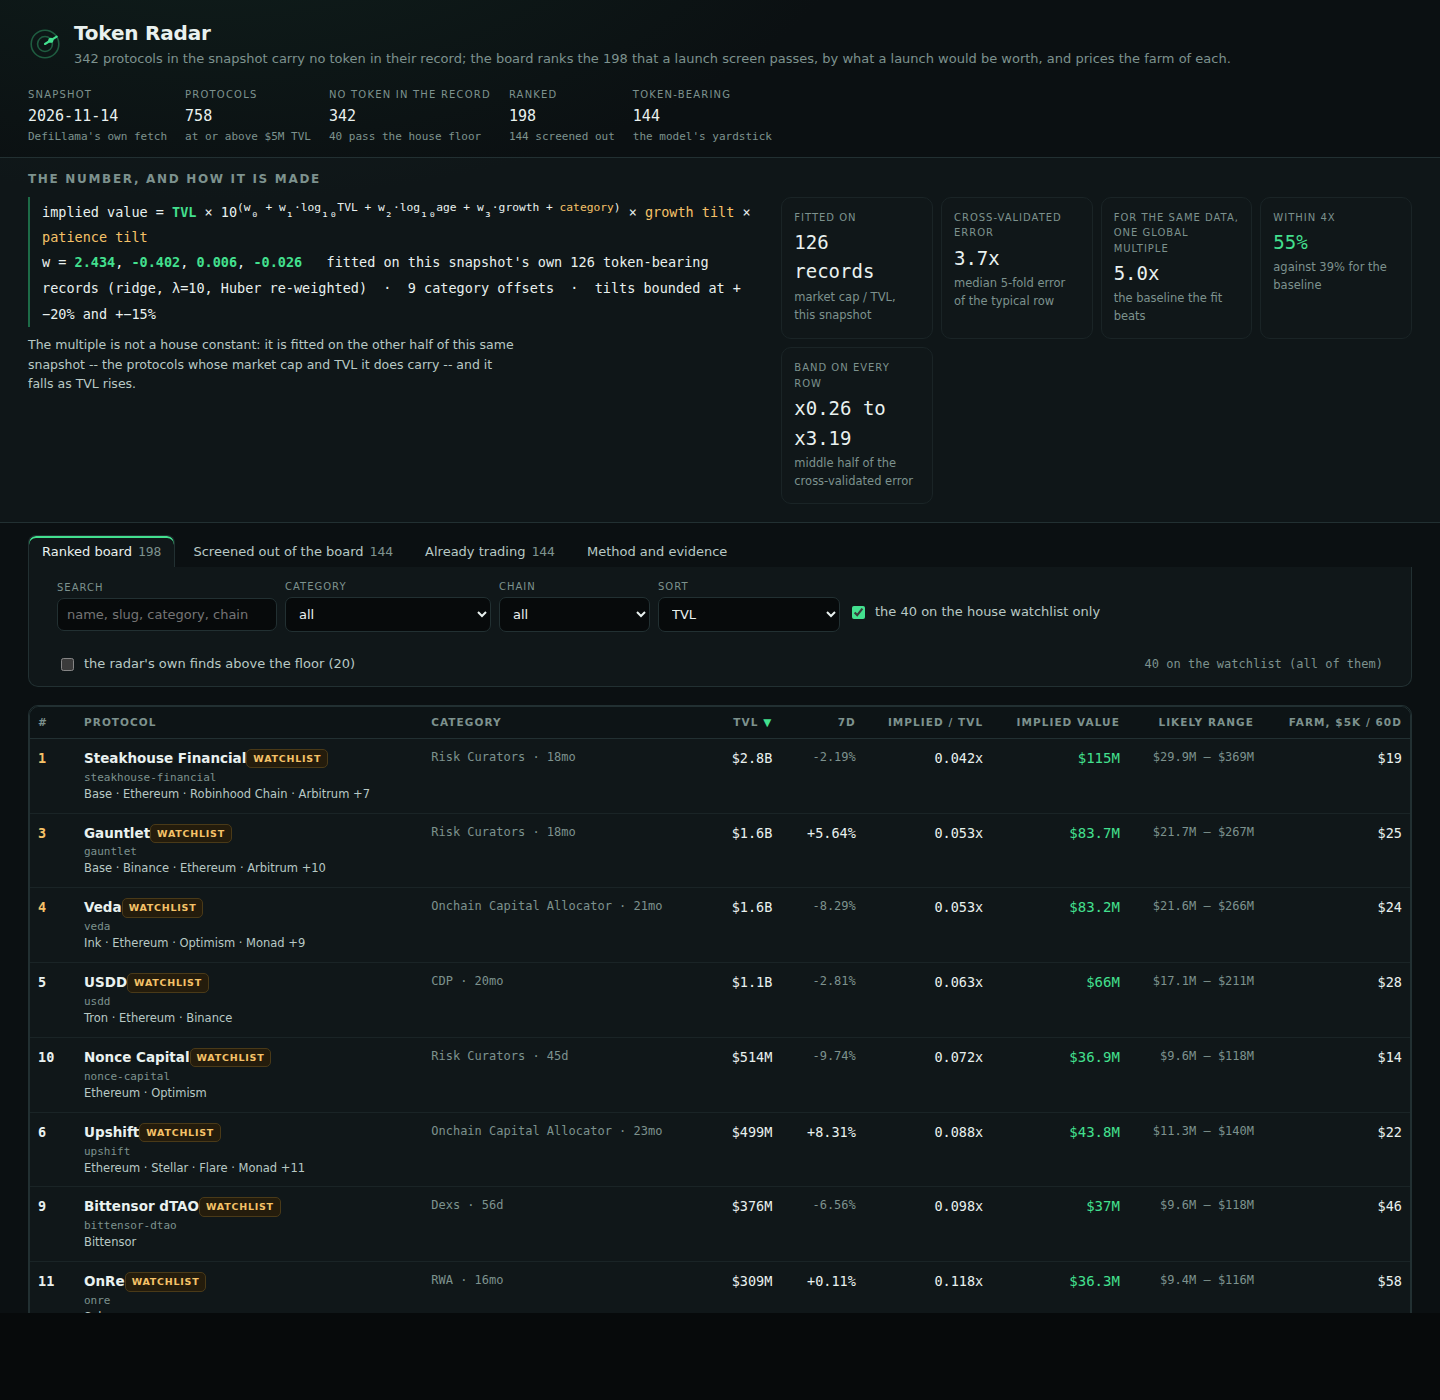 Token Radar
342 protocols in the snapshot carry no token in their record; the board ranks the 198 that a launch screen passes, by what a launch would be worth, and prices the farm of each.
SNAPSHOT
2026-11-14
DefiLlama's own fetch
PROTOCOLS
758
at or above $5M TVL
NO TOKEN IN THE RECORD
342
40 pass the house floor
RANKED
198
144 screened out
TOKEN-BEARING
144
the model's yardstick
THE NUMBER, AND HOW IT IS MADE
implied value = TVL × 10^(w₀ + w₁·log₁₀TVL + w₂·log₁₀age + w₃·growth + category) × growth tilt ×
patience tilt
w = 2.434, -0.402, 0.006, -0.026 fitted on this snapshot's own 126 token-bearing
records (ridge, λ=10, Huber re-weighted) · 9 category offsets · tilts bounded at +
−20% and +−15%
The multiple is not a house constant: it is fitted on the other half of this same
snapshot -- the protocols whose market cap and TVL it does carry -- and it
falls as TVL rises.
FITTED ON
126
records
market cap / TVL,
this snapshot
CROSS-VALIDATED
ERROR
3.7x
median 5-fold error
of the typical row
FOR THE SAME DATA,
ONE GLOBAL
MULTIPLE
5.0x
the baseline the fit
beats
WITHIN 4X
55%
against 39% for the
baseline
BAND ON EVERY
ROW
x0.26 to
x3.19
middle half of the
cross-validated error
Ranked board 198
Screened out of the board 144
Already trading 144
Method and evidence
SEARCH
name, slug, category, chain
CATEGORY
all
CHAIN
all
SORT
TVL
the 40 on the house watchlist only
the radar's own finds above the floor (20)
40 on the watchlist (all of them)
# PROTOCOL CATEGORY TVL ▼ 7D IMPLIED / TVL IMPLIED VALUE LIKELY RANGE FARM, $5K / 60D
1 Steakhouse Financial WATCHLIST Risk Curators · 18mo $2.8B -2.19% 0.042x $115M $29.9M — $369M $19
steakhouse-financial
Base · Ethereum · Robinhood Chain · Arbitrum +7
3 Gauntlet WATCHLIST Risk Curators · 18mo $1.6B +5.64% 0.053x $83.7M $21.7M — $267M $25
gauntlet
Base · Binance · Ethereum · Arbitrum +10
4 Veda WATCHLIST Onchain Capital Allocator · 21mo $1.6B -8.29% 0.053x $83.2M $21.6M — $266M $24
veda
Ink · Ethereum · Optimism · Monad +9
5 USDD WATCHLIST CDP · 20mo $1.1B -2.81% 0.063x $66M $17.1M — $211M $28
usdd
Tron · Ethereum · Binance
10 Nonce Capital WATCHLIST Risk Curators · 45d $514M -9.74% 0.072x $36.9M $9.6M — $118M $14
nonce-capital
Ethereum · Optimism
6 Upshift WATCHLIST Onchain Capital Allocator · 23mo $499M +8.31% 0.088x $43.8M $11.3M — $140M $22
upshift
Ethereum · Stellar · Flare · Monad +11
9 Bittensor dTAO WATCHLIST Dexs · 56d $376M -6.56% 0.098x $37M $9.6M — $118M $46
bittensor-dtao
Bittensor
11 OnRe WATCHLIST RWA · 16mo $309M +0.11% 0.118x $36.3M $9.4M — $116M $58
onre